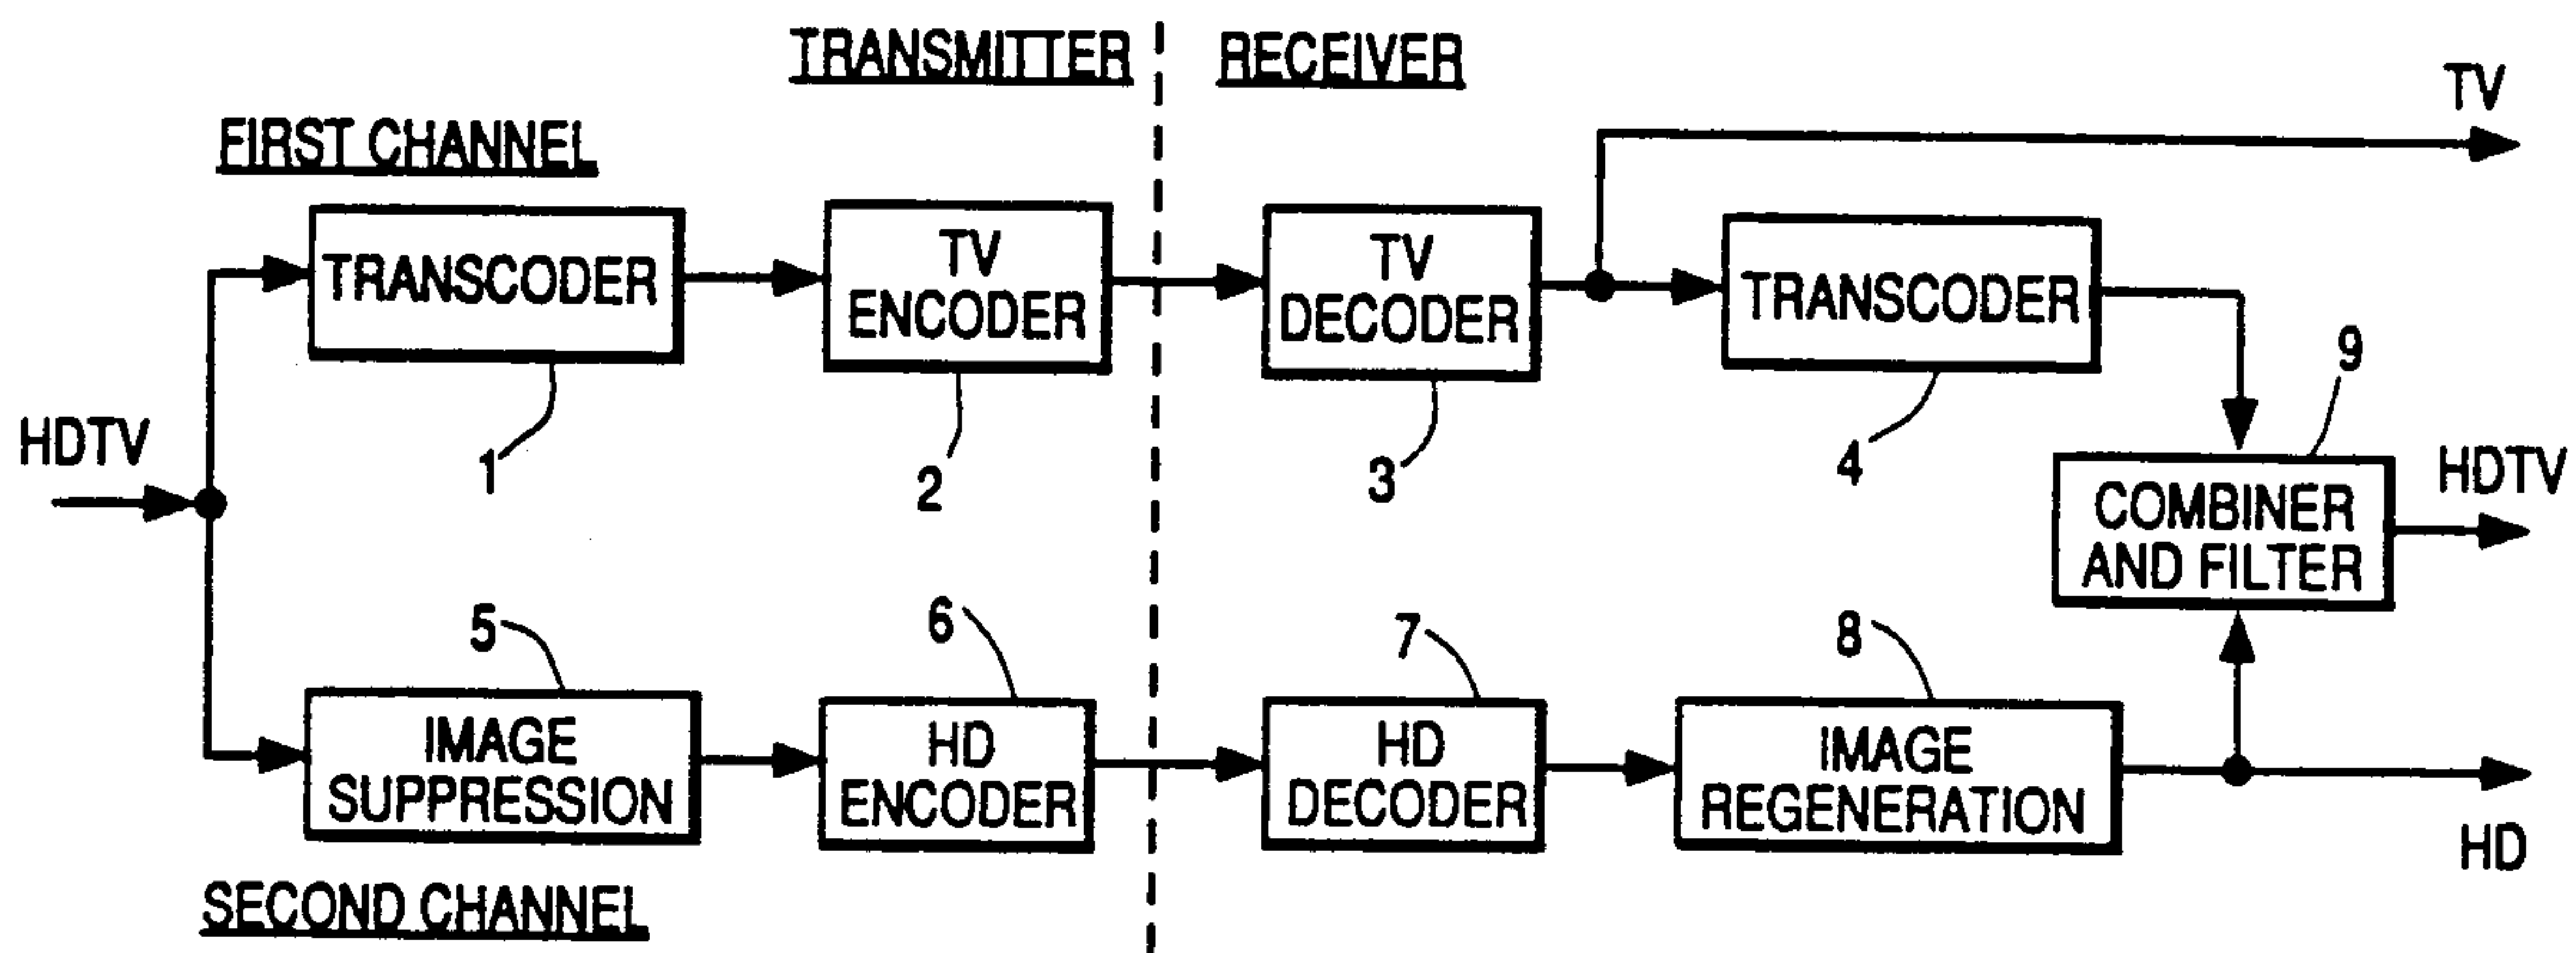 TRANSMITTER
RECEIVER
TV
FIRST CHANNEL
TRANSCODER
TV
ENCODER
TV
DECODER
TRANSCODER
1
2
3
4
9
HDTV
COMBINER
AND FILTER
HDTV
5
6
7
8
IMAGE
SUPPRESSION
HD
ENCODER
HD
DECODER
IMAGE
REGENERATION
HD
SECOND CHANNEL